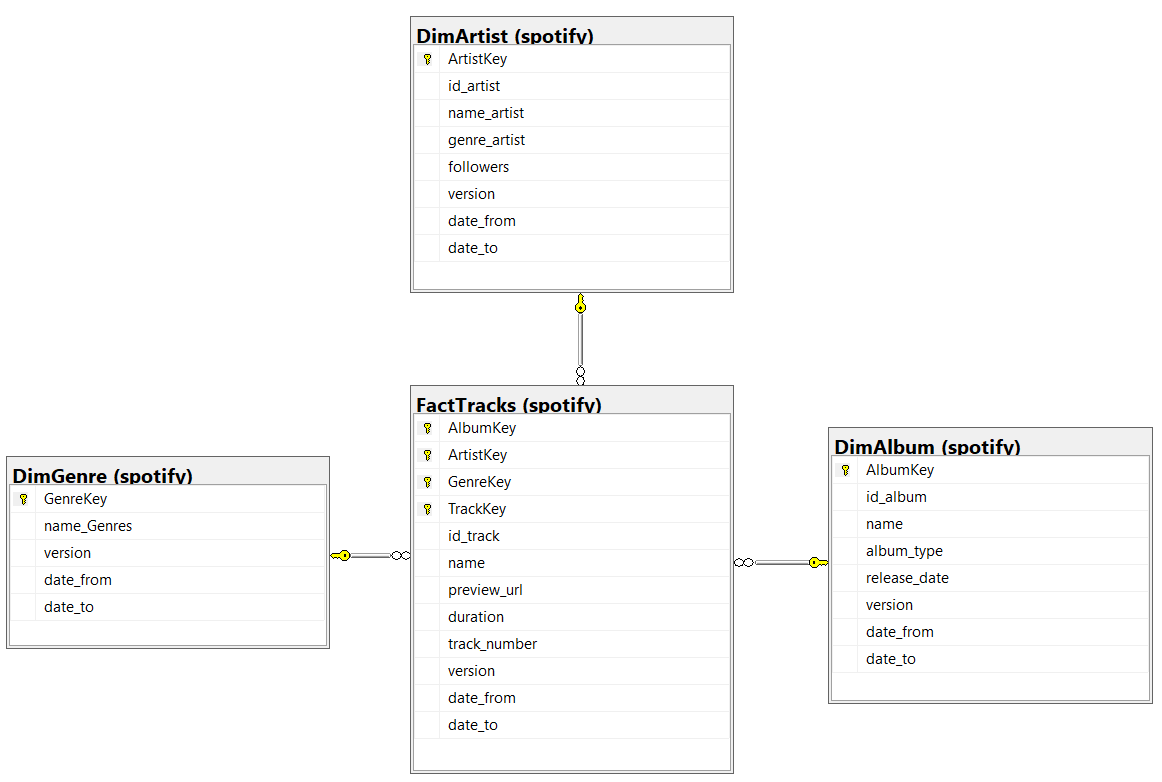 DimArtist (spotify)
ArtistKey
id_artist
name_artist
genre_artist
followers
version
date_from
date_to
FactTracks (spotify)
AlbumKey
ArtistKey
GenreKey
TrackKey
id_track
name
preview_url
duration
track_number
version
date_from
date_to
DimGenre (spotify)
GenreKey
name_Genres
version
date_from
date_to
DimAlbum (spotify)
AlbumKey
id_album
name
album_type
release_date
version
date_from
date_to